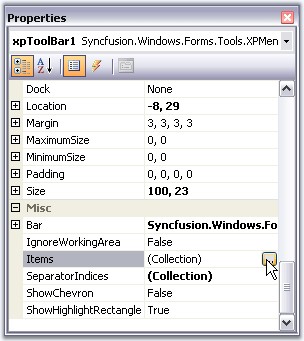 Properties
xpToolBar1 Syncfusion.Windows.Forms.Tools.XPMen
Dock None
Location -8, 29
Margin 3, 3, 3, 3
MaximumSize 0, 0
MinimumSize 0, 0
Padding 0, 0, 0, 0
Size 100, 23
Misc
Bar Syncfusion.Windows.Fo
IgnoreWorkingArea False
Items (Collection)
SeparatorIndices (Collection)
ShowChevron False
ShowHighlightRectangle True